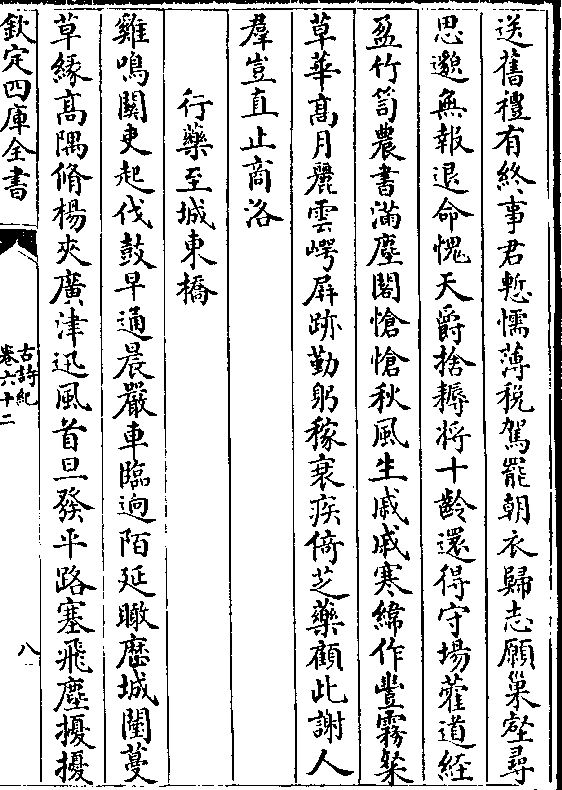 送舊禮有終事君慙懦薄稅駕罷朝衣歸志願巢壑尋
思邈無報退命愧天爵捨耨將十齡還得守場藿道經
盈竹笥農書滿塵閣愴愴秋風生戚戚寒緯作豐霧粲
草華高月麗雲崿屏跡勤躬稼衰疾倚芝藥顧此謝人
羣豈直止商洛
行藥至城東橋
雞鳴關吏起伐鼓早通晨嚴車臨逈陌延瞰歴城闉蔓
草緣髙隅脩楊夾廣津迅風首旦發平路塞飛塵擾擾
欽定四庫全書
古詩紀
卷六十二
八